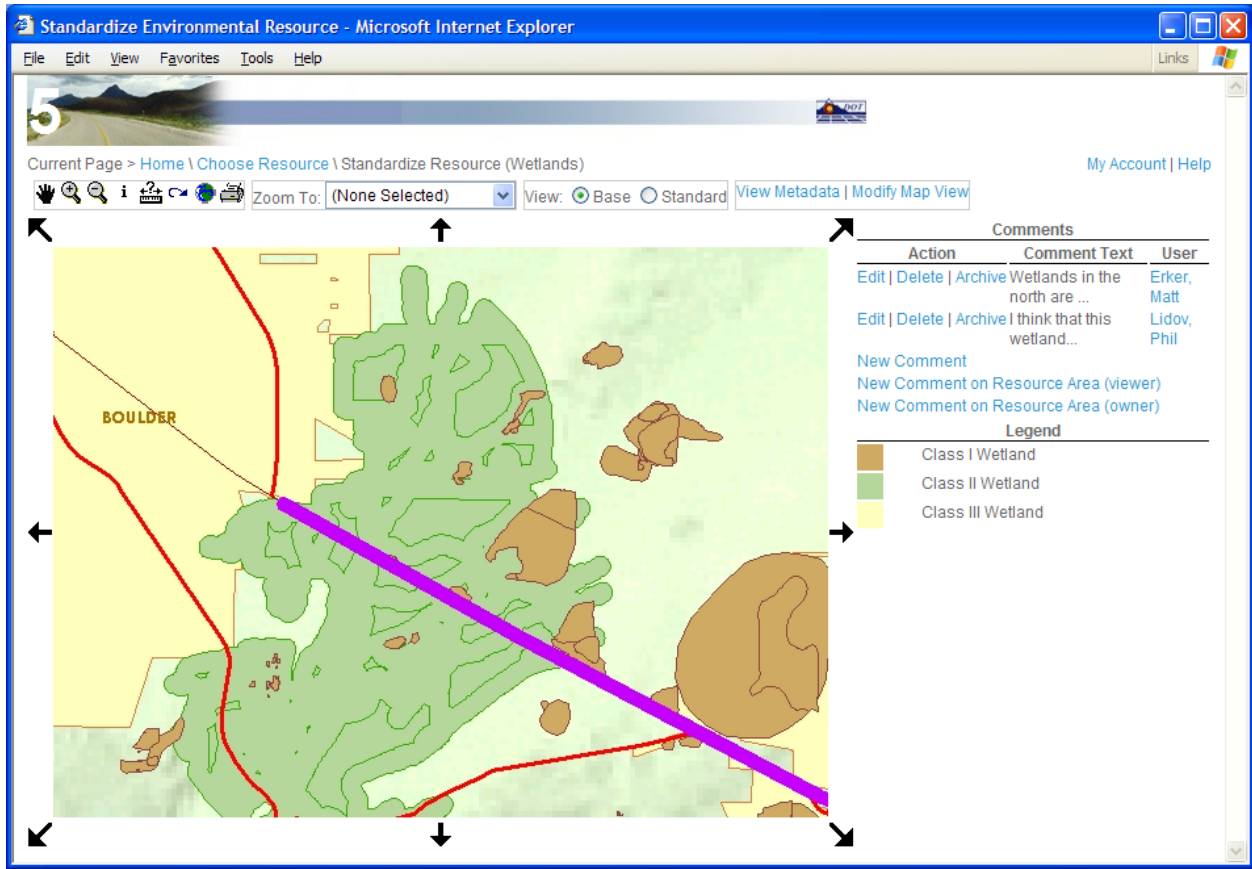 Standardize Environmental Resource - Microsoft Internet Explorer
File Edit View Favorites Tools Help Links
5
DOT
Current Page > Home \ Choose Resource \ Standardize Resource (Wetlands) My Account | Help
i ? Zoom To: (None Selected) View: Base Standard View Metadata | Modify Map View
Comments
Action Comment Text User
Edit | Delete | Archive Wetlands in the Erker,
north are ... Matt
Edit | Delete | Archive I think that this Lidov,
wetland... Phil
New Comment
New Comment on Resource Area (viewer)
New Comment on Resource Area (owner)
Legend
Class I Wetland
Class II Wetland
Class III Wetland
BOULDER